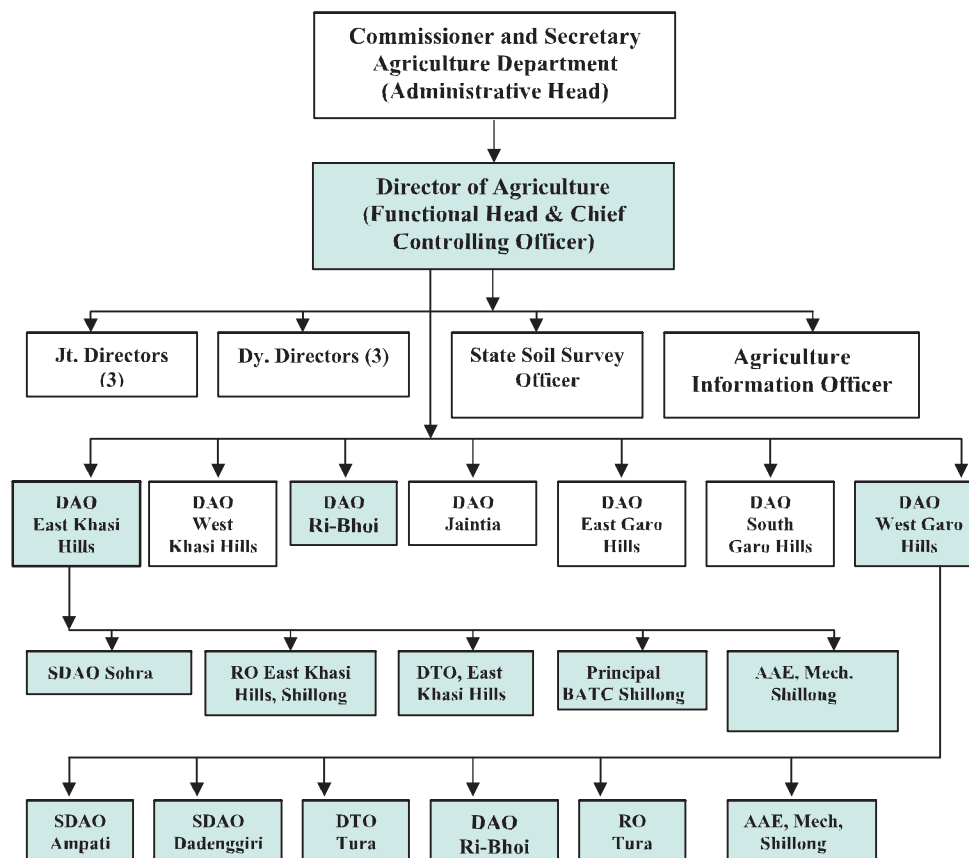 Commissioner and Secretary
Agriculture Department
(Administrative Head)
Director of Agriculture
(Functional Head & Chief
Controlling Officer)
Jt. Directors
(3)
Dy. Directors (3)
State Soil Survey
Officer
Agriculture
Information Officer
DAO
East Khasi
Hills
DAO
West
Khasi Hills
DAO
Ri-Bhoi
DAO
Jaintia
DAO
East Garo
Hills
DAO
South
Garo Hills
DAO
West Garo
Hills
SDAO Sohra
RO East Khasi
Hills, Shillong
DTO, East
Khasi Hills
Principal
BATC Shillong
AAE, Mech.
Shillong
SDAO
Ampati
SDAO
Dadenggiri
DTO
Tura
DAO
Ri-Bhoi
RO
Tura
AAE, Mech,
Shillong